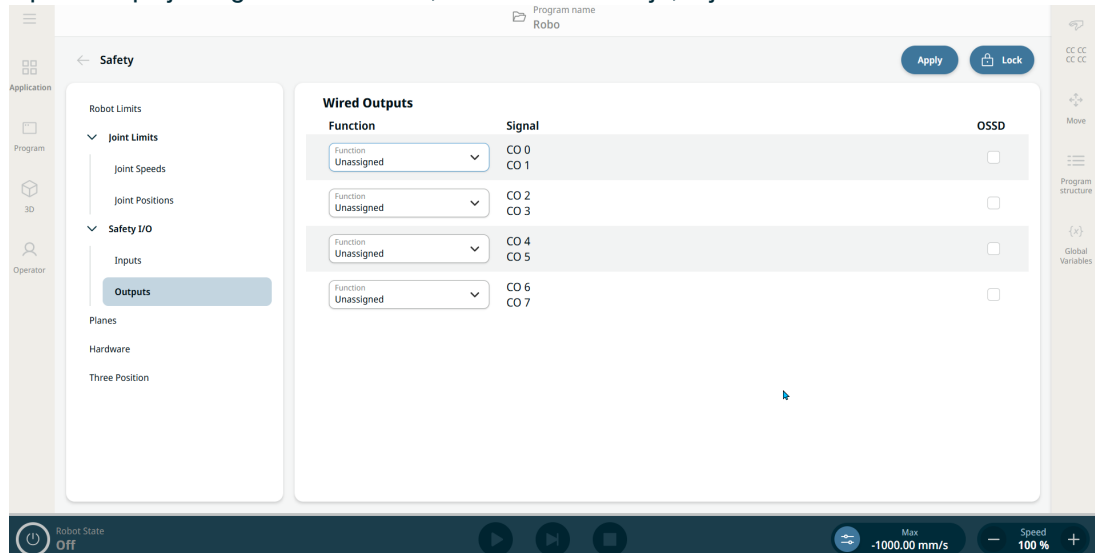 Program name
Robo
Safety
Apply
Lock
CC CC
CC CC
Application
Program
3D
Operator
Robot Limits
Joint Limits
Joint Speeds
Joint Positions
Safety I/O
Inputs
Outputs
Planes
Hardware
Three Position
Wired Outputs
Function Signal OSSD
Function
Unassigned
CO 0
CO 1
Function
Unassigned
CO 2
CO 3
Function
Unassigned
CO 4
CO 5
Function
Unassigned
CO 6
CO 7
Move
Program
structure
{x}
Global
Variables
Robot State
Off
Max
-1000.00 mm/s
Speed
100 %